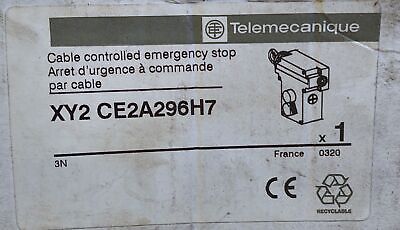 Telemecanique
Cable controlled emergency stop
Arret d'urgence à commande
par cable
XY2 CE2A296H7
x 1
3N
France 0320
CE
RECYCLABLE